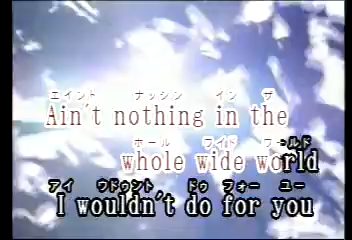 エイント ナッシン イン ザ
Ain't nothing in the
ホール ワイド ワールド
whole wide world
アイ ウドゥント ドゥ フォー ユー
I wouldn't do for you